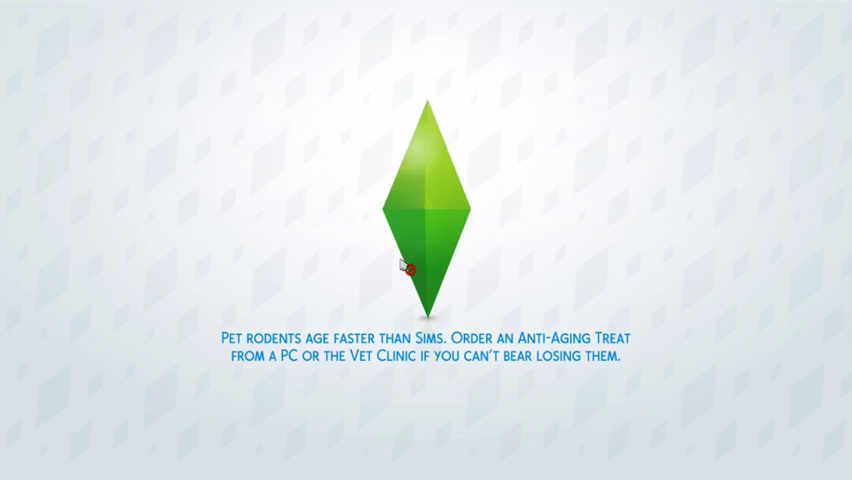 Pet rodents age faster than Sims. Order an Anti-Aging Treat
from a PC or the Vet Clinic if you can't bear losing them.